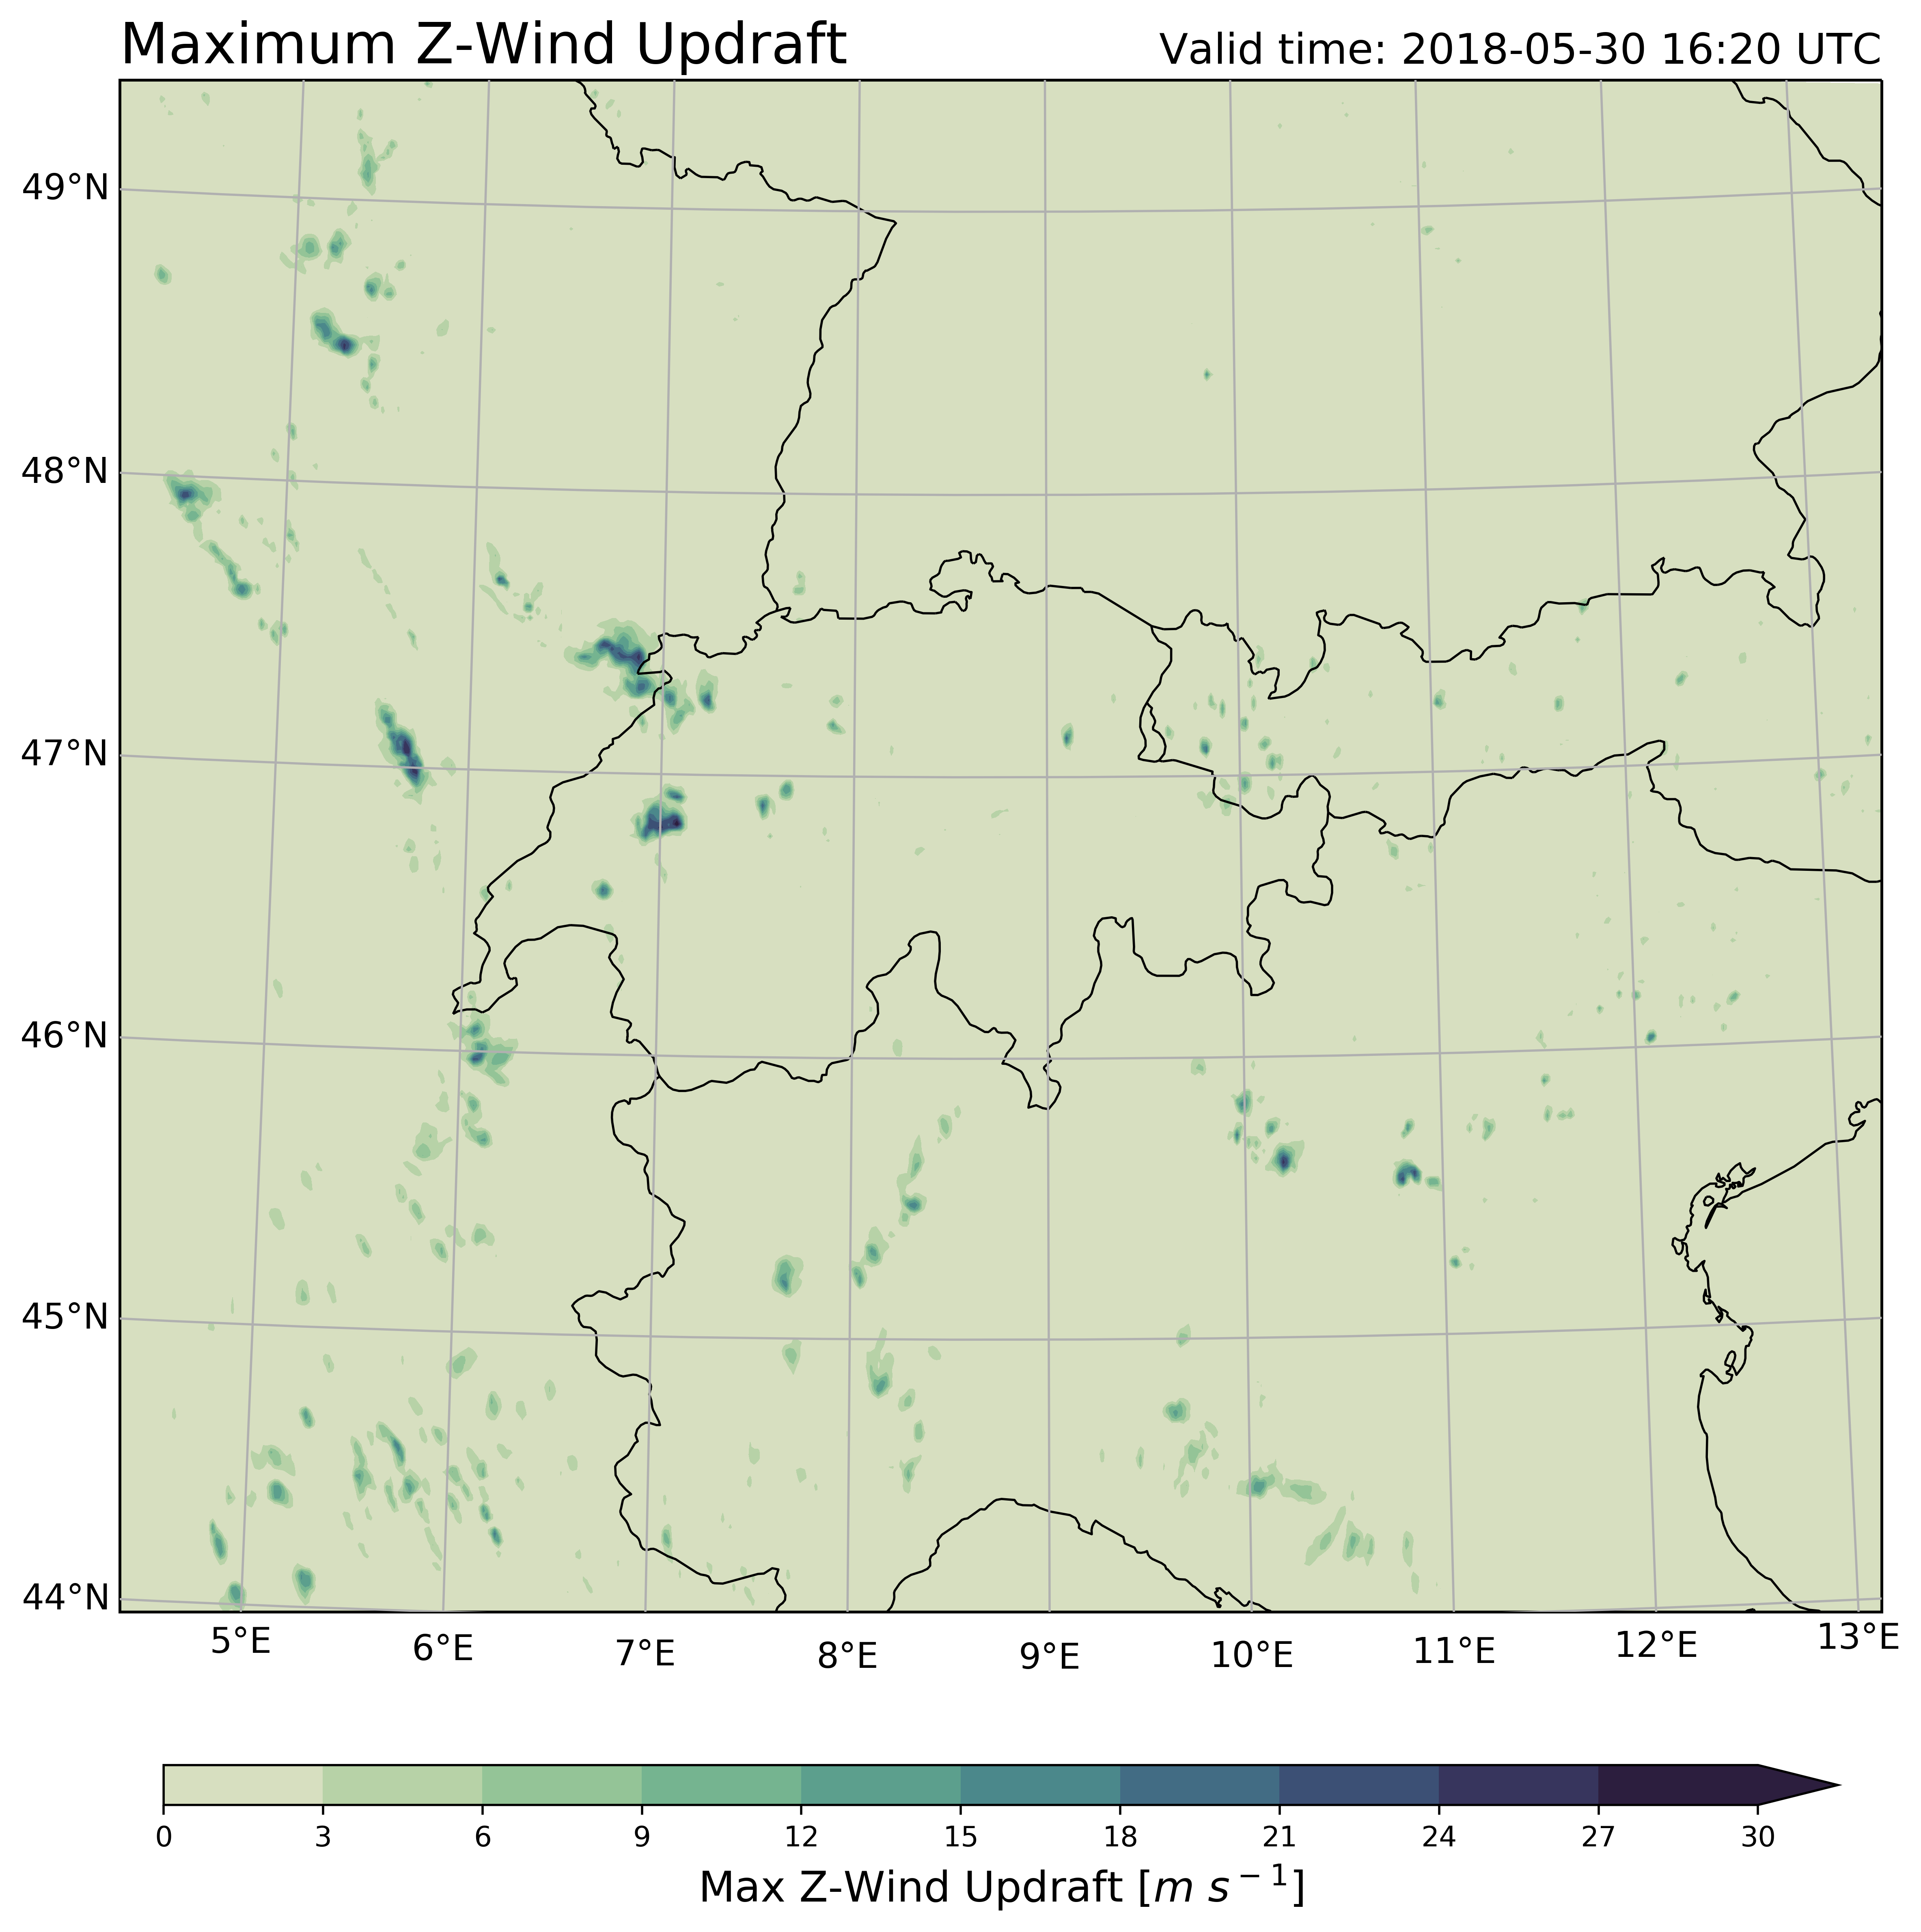 Maximum Z-Wind Updraft
Valid time: 2018-05-30 16:20 UTC
49°N
48°N
47°N
46°N
45°N
44°N
5°E 6°E 7°E 8°E 9°E 10°E 11°E 12°E 13°E
0 3 6 9 12 15 18 21 24 27 30
Max Z-Wind Updraft [m s⁻¹]